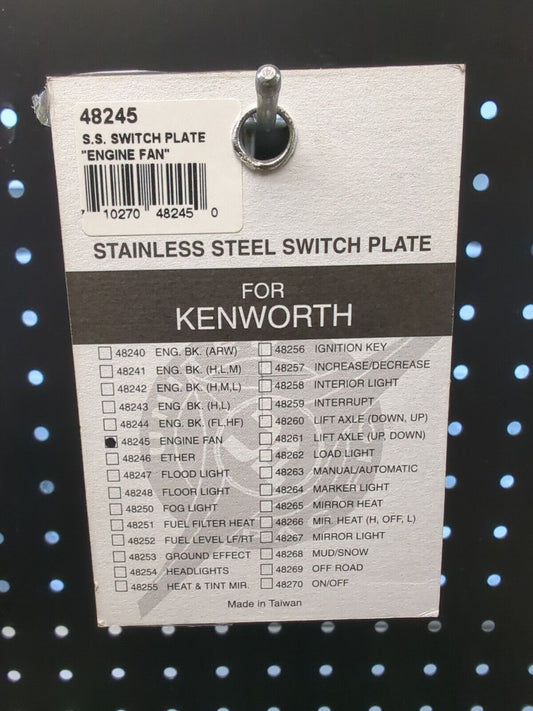 48245
S.S. SWITCH PLATE
"ENGINE FAN"
7 10270 48245 0
STAINLESS STEEL SWITCH PLATE
FOR
KENWORTH
48240 ENG. BK. (ARW)
48241 ENG. BK. (H,L,M)
48242 ENG. BK. (H,M,L)
48243 ENG. BK. (H,L)
48244 ENG. BK. (FL,HF)
48245 ENGINE FAN
48246 ETHER
48247 FLOOD LIGHT
48248 FLOOR LIGHT
48250 FOG LIGHT
48251 FUEL FILTER HEAT
48252 FUEL LEVEL LF/RT
48253 GROUND EFFECT
48254 HEADLIGHTS
48255 HEAT & TINT MIR.
48256 IGNITION KEY
48257 INCREASE/DECREASE
48258 INTERIOR LIGHT
48259 INTERRUPT
48260 LIFT AXLE (DOWN, UP)
48261 LIFT AXLE (UP, DOWN)
48262 LOAD LIGHT
48263 MANUAL/AUTOMATIC
48264 MARKER LIGHT
48265 MIRROR HEAT
48266 MIR. HEAT (H, OFF, L)
48267 MIRROR LIGHT
48268 MUD/SNOW
48269 OFF ROAD
48270 ON/OFF
Made in Taiwan